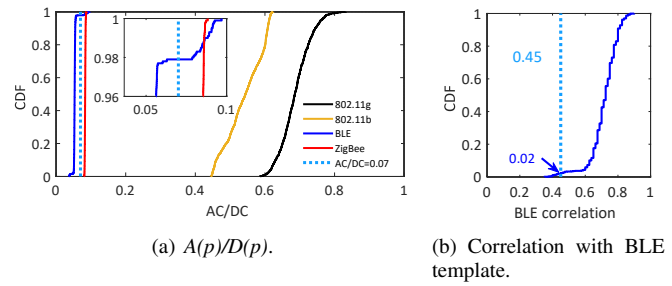 1
0.8
0.6
0.4
0.2
0
CDF
1
0.98
0.96
0.05
0.1
802.11g
802.11b
BLE
ZigBee
AC/DC=0.07
0
0.2
0.4
0.6
0.8
1
AC/DC
(a) A(p)/D(p).
1
0.8
0.6
0.4
0.2
0
CDF
0.45
0.02
0
0.2
0.4
0.6
0.8
1
BLE correlation
(b) Correlation with BLE
template.